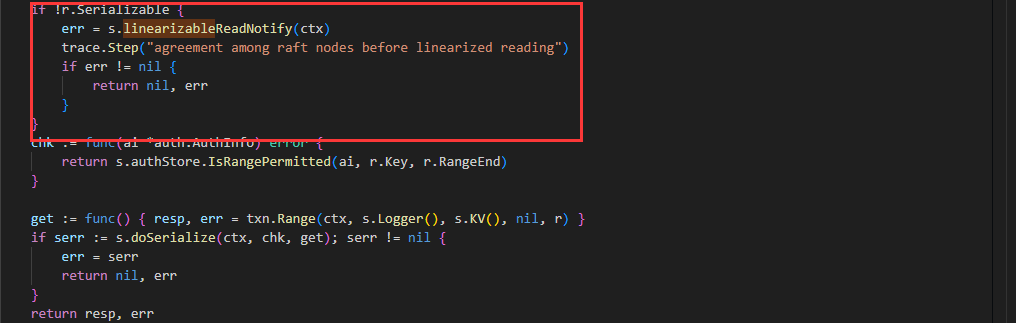 if !r.Serializable {
    err = s.linearizableReadNotify(ctx)
    trace.Step("agreement among raft nodes before linearized reading")
    if err != nil {
        return nil, err
    }
}
chk := func(ai *auth.AuthInfo) error {
    return s.authStore.IsRangePermitted(ai, r.Key, r.RangeEnd)
}

get := func() { resp, err = txn.Range(ctx, s.Logger(), s.KV(), nil, r) }
if serr := s.doSerialize(ctx, chk, get); serr != nil {
    err = serr
    return nil, err
}
return resp, err